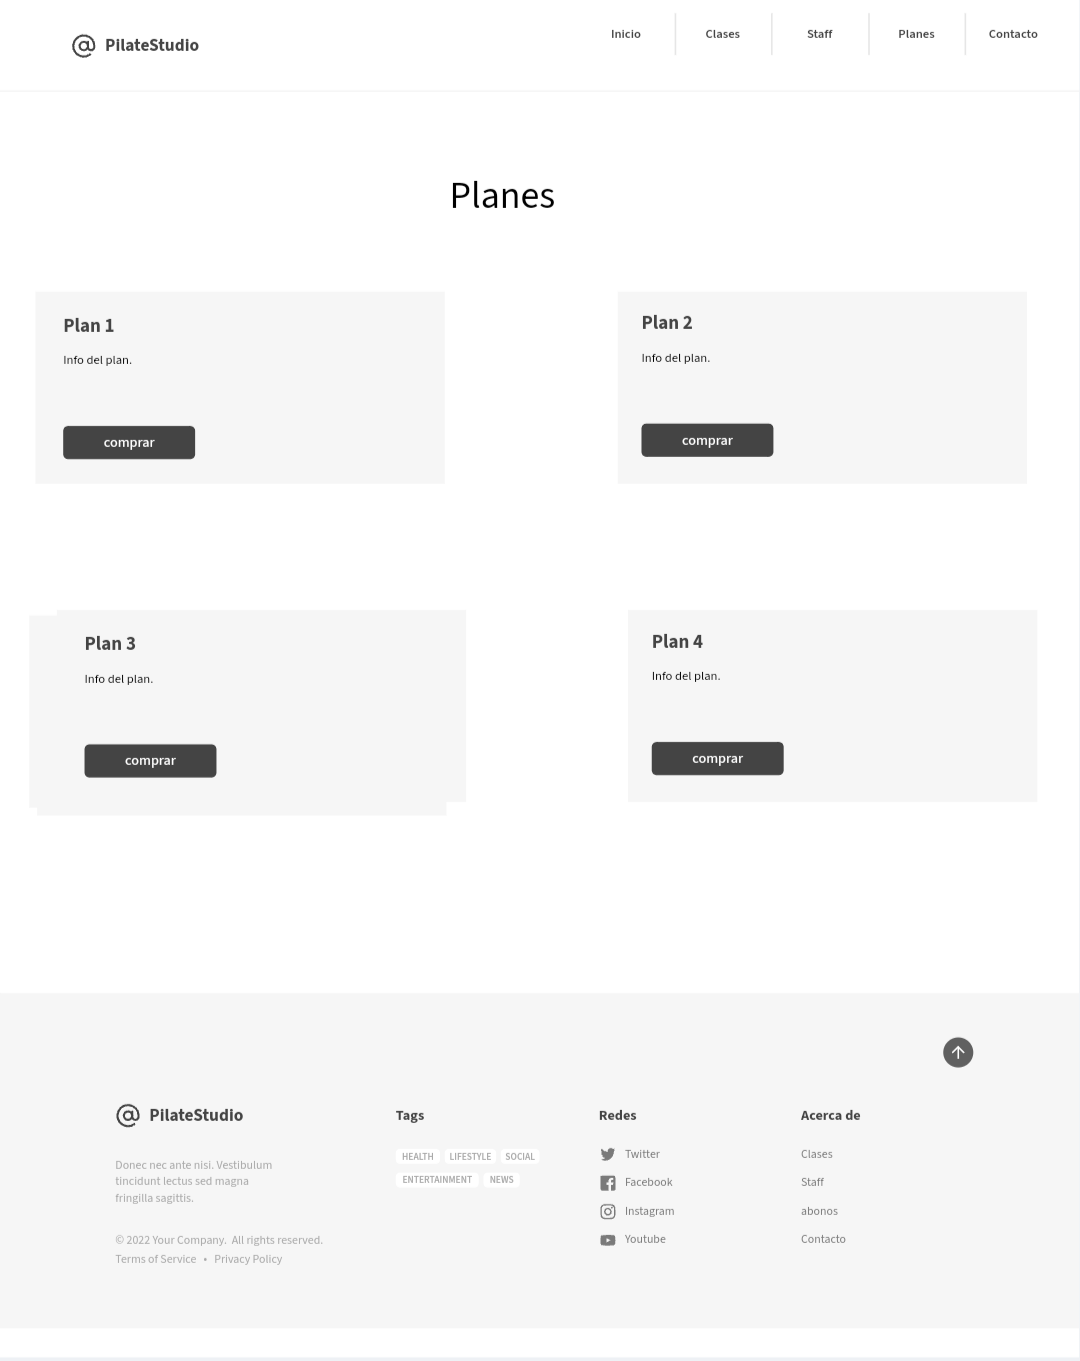 @ PilateStudio
Inicio
Clases
Staff
Planes
Contacto
Planes
Plan 1
Info del plan.
comprar
Plan 2
Info del plan.
comprar
Plan 3
Info del plan.
comprar
Plan 4
Info del plan.
comprar
@ PilateStudio
Donec nec ante nisi. Vestibulum
tincidunt lectus sed magna
fringilla sagittis.
© 2022 Your Company. All rights reserved.
Terms of Service • Privacy Policy
Tags
HEALTH LIFESTYLE SOCIAL
ENTERTAINMENT NEWS
Redes
Twitter
Facebook
Instagram
Youtube
Acerca de
Clases
Staff
abonos
Contacto